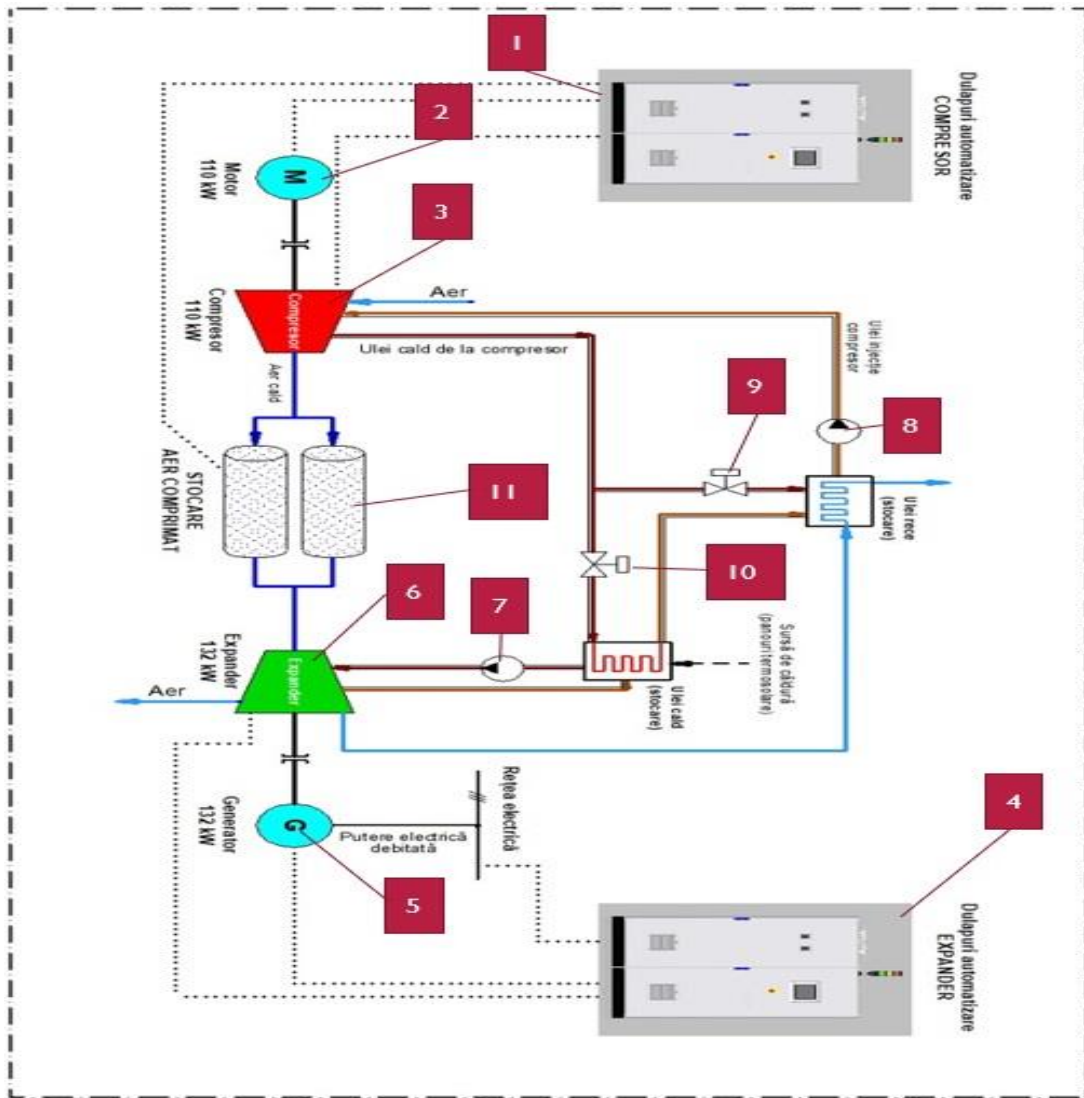 1
Dulapuri automatizare
COMPRESOR
2
M
Motor
110 kW
3
Compresor
Compresor
110 kW
Aer
Ulei cald de la compresor
Ulei injecție
compresor
Aer cald
9
8
STOCARE
AER COMPRIMAT
11
Ulei rece
(stocare)
10
6
7
Sursă de căldură
(panouri termosolare)
Expander
Expander
132 kW
Aer
Ulei cald
(stocare)
Rețea electrică
4
G
Generator
132 kW
Putere electrică
debitată
5
Dulapuri automatizare
EXPANDER